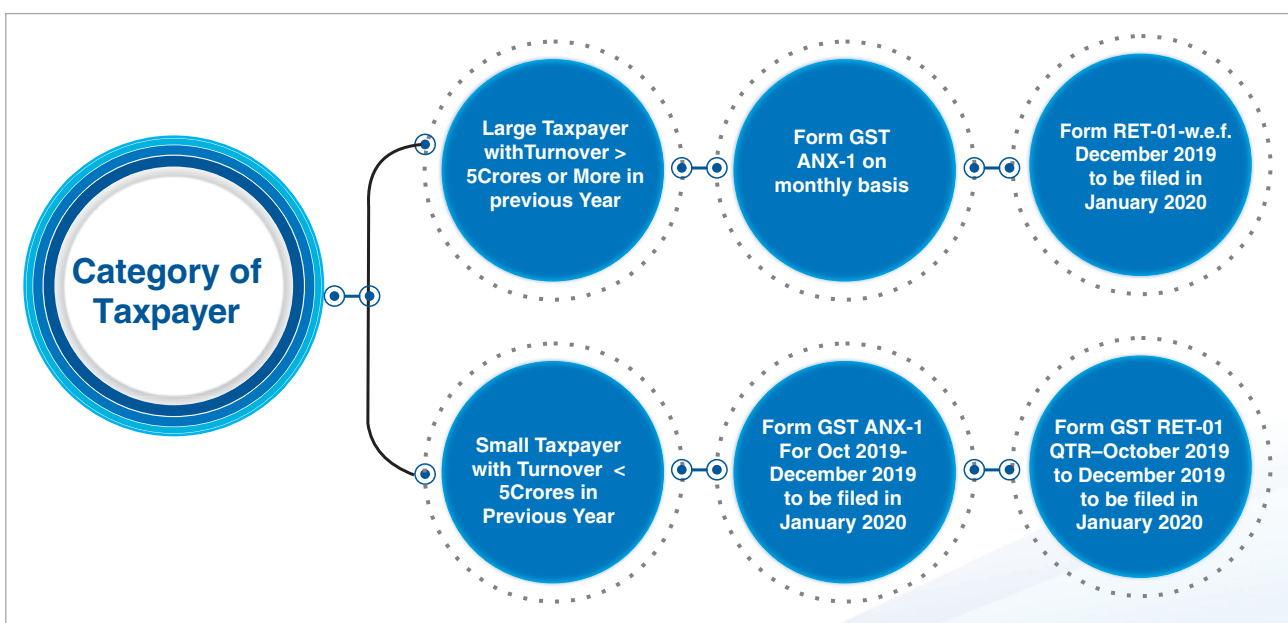 Category of
Taxpayer
Large Taxpayer
withTurnover >
5Crores or More in
previous Year
Form GST
ANX-1 on
monthly basis
Form RET-01-w.e.f.
December 2019
to be filed in
January 2020
Small Taxpayer
with Turnover <
5Crores in
Previous Year
Form GST ANX-1
For Oct 2019-
December 2019
to be filed in
January 2020
Form GST RET-01
QTR–October 2019
to December 2019
to be filed in
January 2020